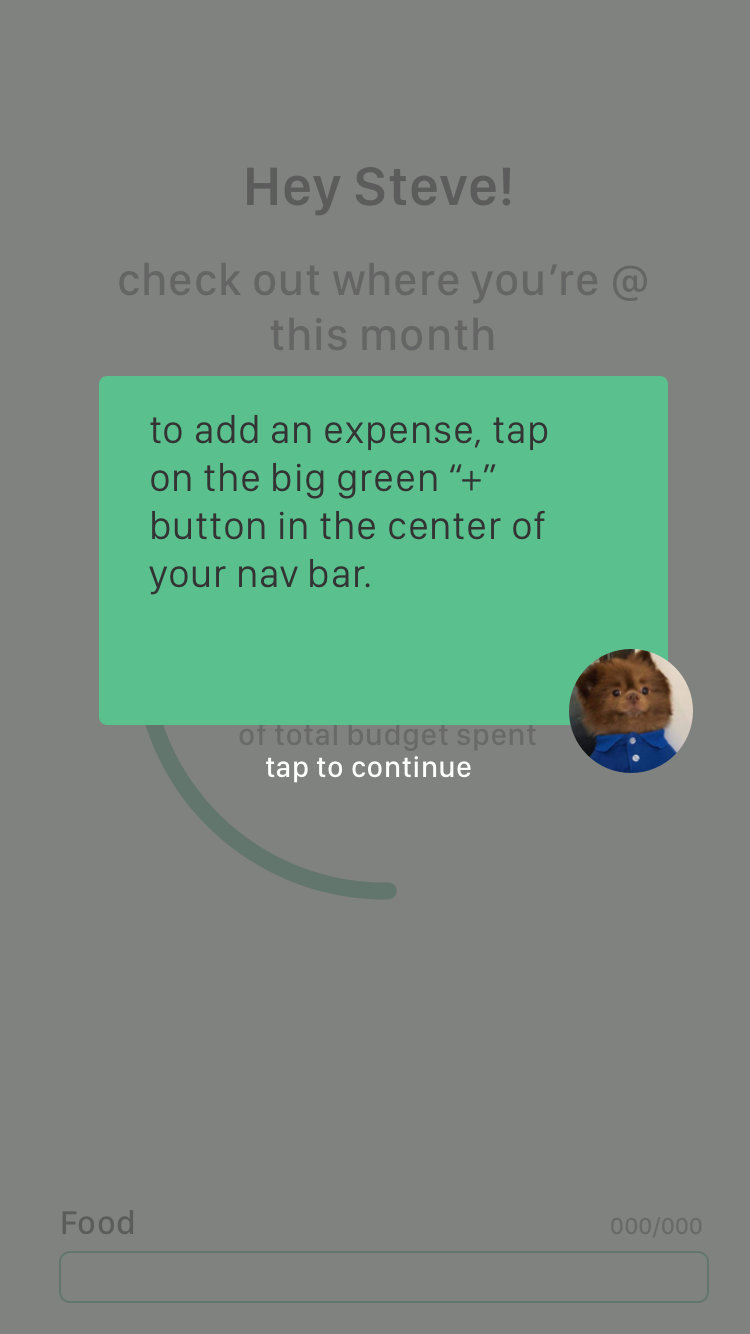 Hey Steve!
check out where you’re @
this month
to add an expense, tap
on the big green “+”
button in the center of
your nav bar.
of total budget spent
tap to continue
Food 000/000